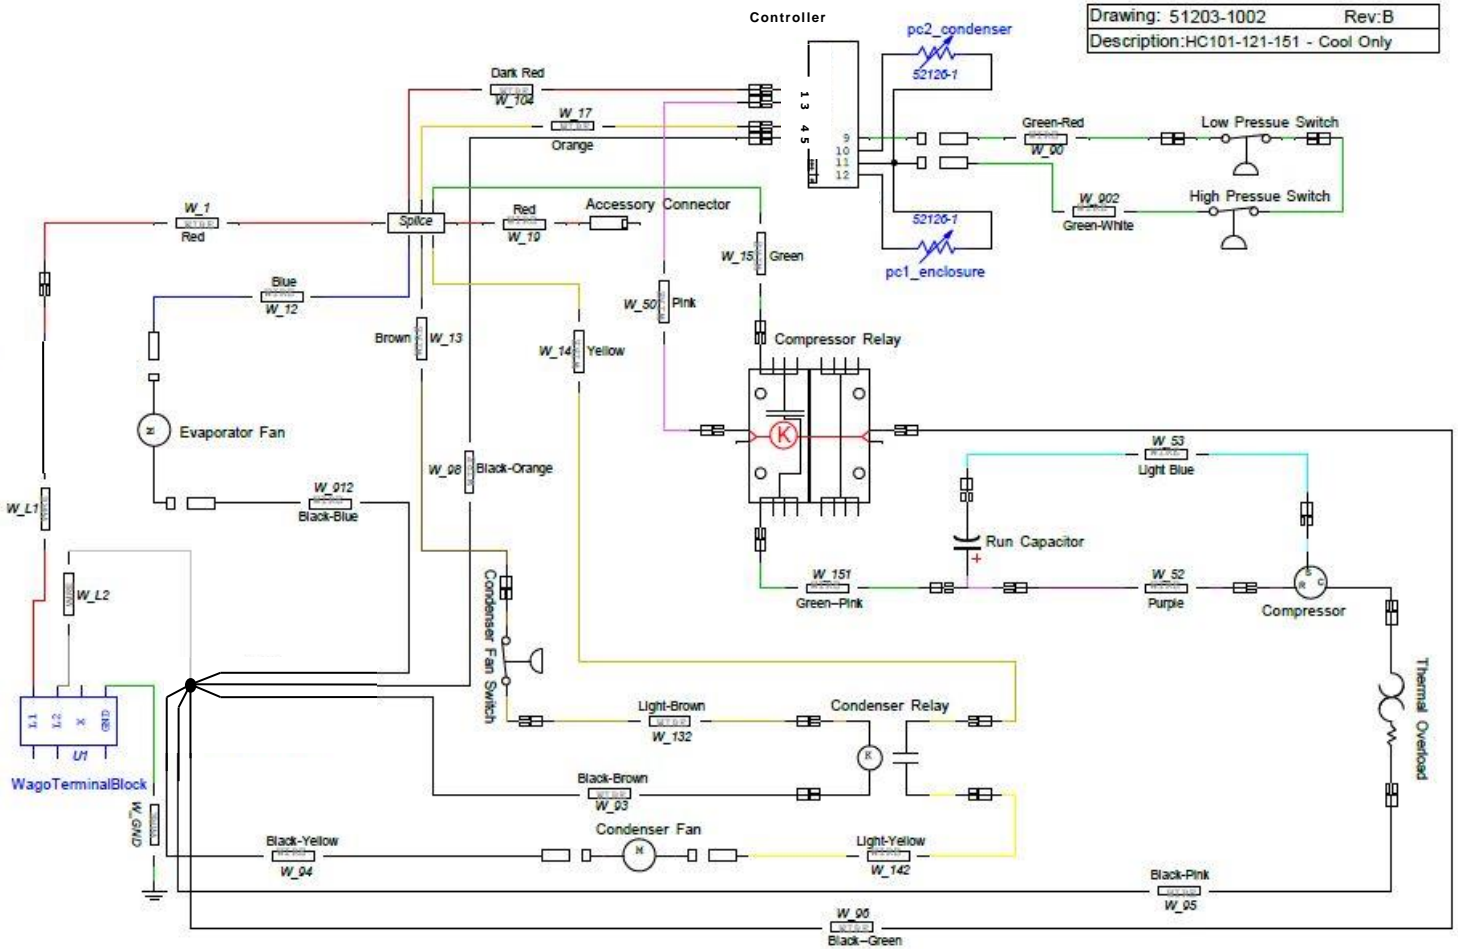 Controller
Drawing: 51203-1002 Rev:B
Description:HC101-121-151 - Cool Only
pc2_condenser
52126-1
Dark Red
W_104
W_17
Orange
1
3
4
5
9
10
11
12
Green-Red
W_90
Low Pressue Switch
W_902
Green-White
High Pressue Switch
52126-1
pc1_enclosure
W_1
Red
Splice
Red
W_19
Accessory Connector
W_15
Green
Blue
W_12
W_50
Pink
Brown
W_13
W_14
Yellow
Compressor Relay
K
Evaporator Fan
M
W_98
Black-Orange
W_53
Light Blue
W_912
Black-Blue
W_L1
Run Capacitor
+
W_L2
W_151
Green-Pink
W_52
Purple
S
R
C
Compressor
Condenser Fan Switch
Thermal Overload
L1
L2
X
GND
U1
WagoTerminalBlock
Light-Brown
W_132
Condenser Relay
K
Black-Brown
W_93
W_GND
Condenser Fan
M
Black-Yellow
W_94
Light-Yellow
W_142
Black-Pink
W_95
W_96
Black-Green